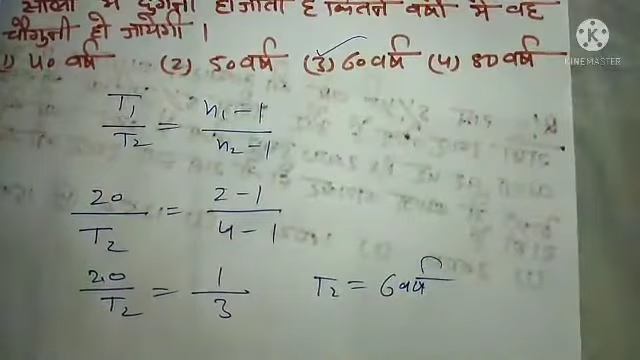 सालों में दुगुनी हो जाती है कितने वर्षों में वह
चौगुनी हो जायेगी ।
1) 40 वर्ष (2) 50 वर्ष (3) 60 वर्ष (4) 80 वर्ष
T₁/T₂ = n₁-1/n₂-1
20/T₂ = 2-1/4-1
20/T₂ = 1/3 T₂ = 60 वर्ष
KINEMASTER